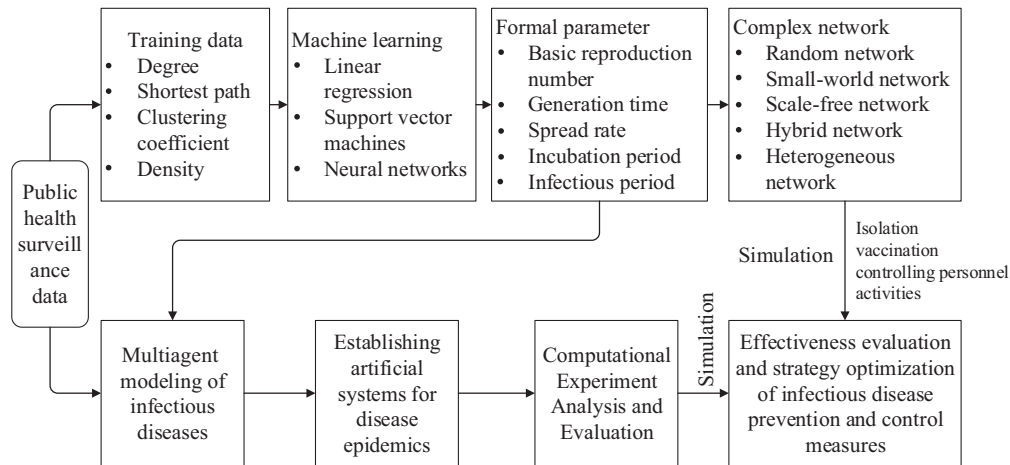 Public
health
surveill
ance
data
Training data
• Degree
• Shortest path
• Clustering
coefficient
• Density
Machine learning
• Linear
regression
• Support vector
machines
• Neural networks
Formal parameter
• Basic reproduction
number
• Generation time
• Spread rate
• Incubation period
• Infectious period
Complex network
• Random network
• Small-world network
• Scale-free network
• Hybrid network
• Heterogeneous
network
Simulation
Isolation
vaccination
controlling personnel
activities
Multiagent
modeling of
infectious
diseases
Establishing
artificial
systems for
disease
epidemics
Computational
Experiment
Analysis and
Evaluation
Simulation
Effectiveness evaluation
and strategy optimization
of infectious disease
prevention and control
measures